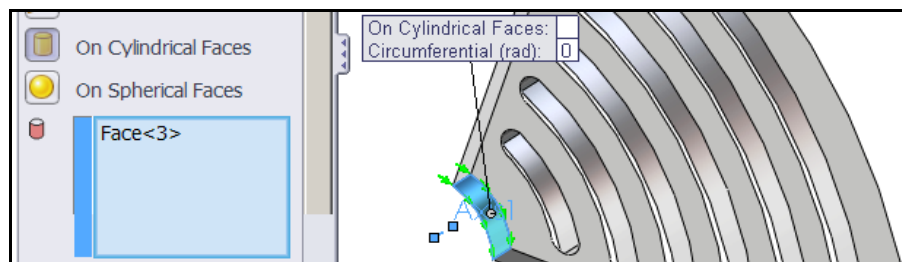 On Cylindrical Faces
On Spherical Faces
Face<3>
On Cylindrical Faces:
Circumferential (rad): 0